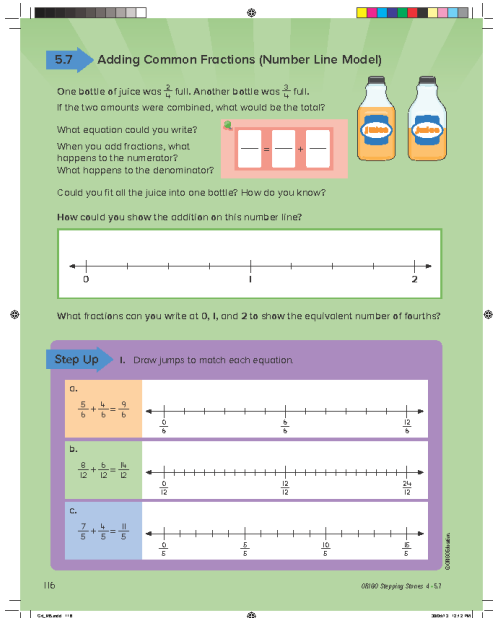 5.7 Adding Common Fractions (Number Line Model)
One bottle of juice was 2/4 full. Another bottle was 3/4 full.
If the two amounts were combined, what would be the total?
What equation could you write?
When you add fractions, what
happens to the numerator?
What happens to the denominator?
= +
juice juice
Could you fit all the juice into one bottle? How do you know?
How could you show the addition on this number line?
0 1 2
What fractions can you write at 0, 1, and 2 to show the equivalent number of fourths?
Step Up 1. Draw jumps to match each equation.
a.
5/6 + 4/6 = 9/6
0/6 6/6 12/6
b.
8/12 + 6/12 = 14/12
0/12 12/12 24/12
c.
7/5 + 4/5 = 11/5
0/5 5/5 10/5 15/5
116
ORIGO Stepping Stones 4 • 5.7